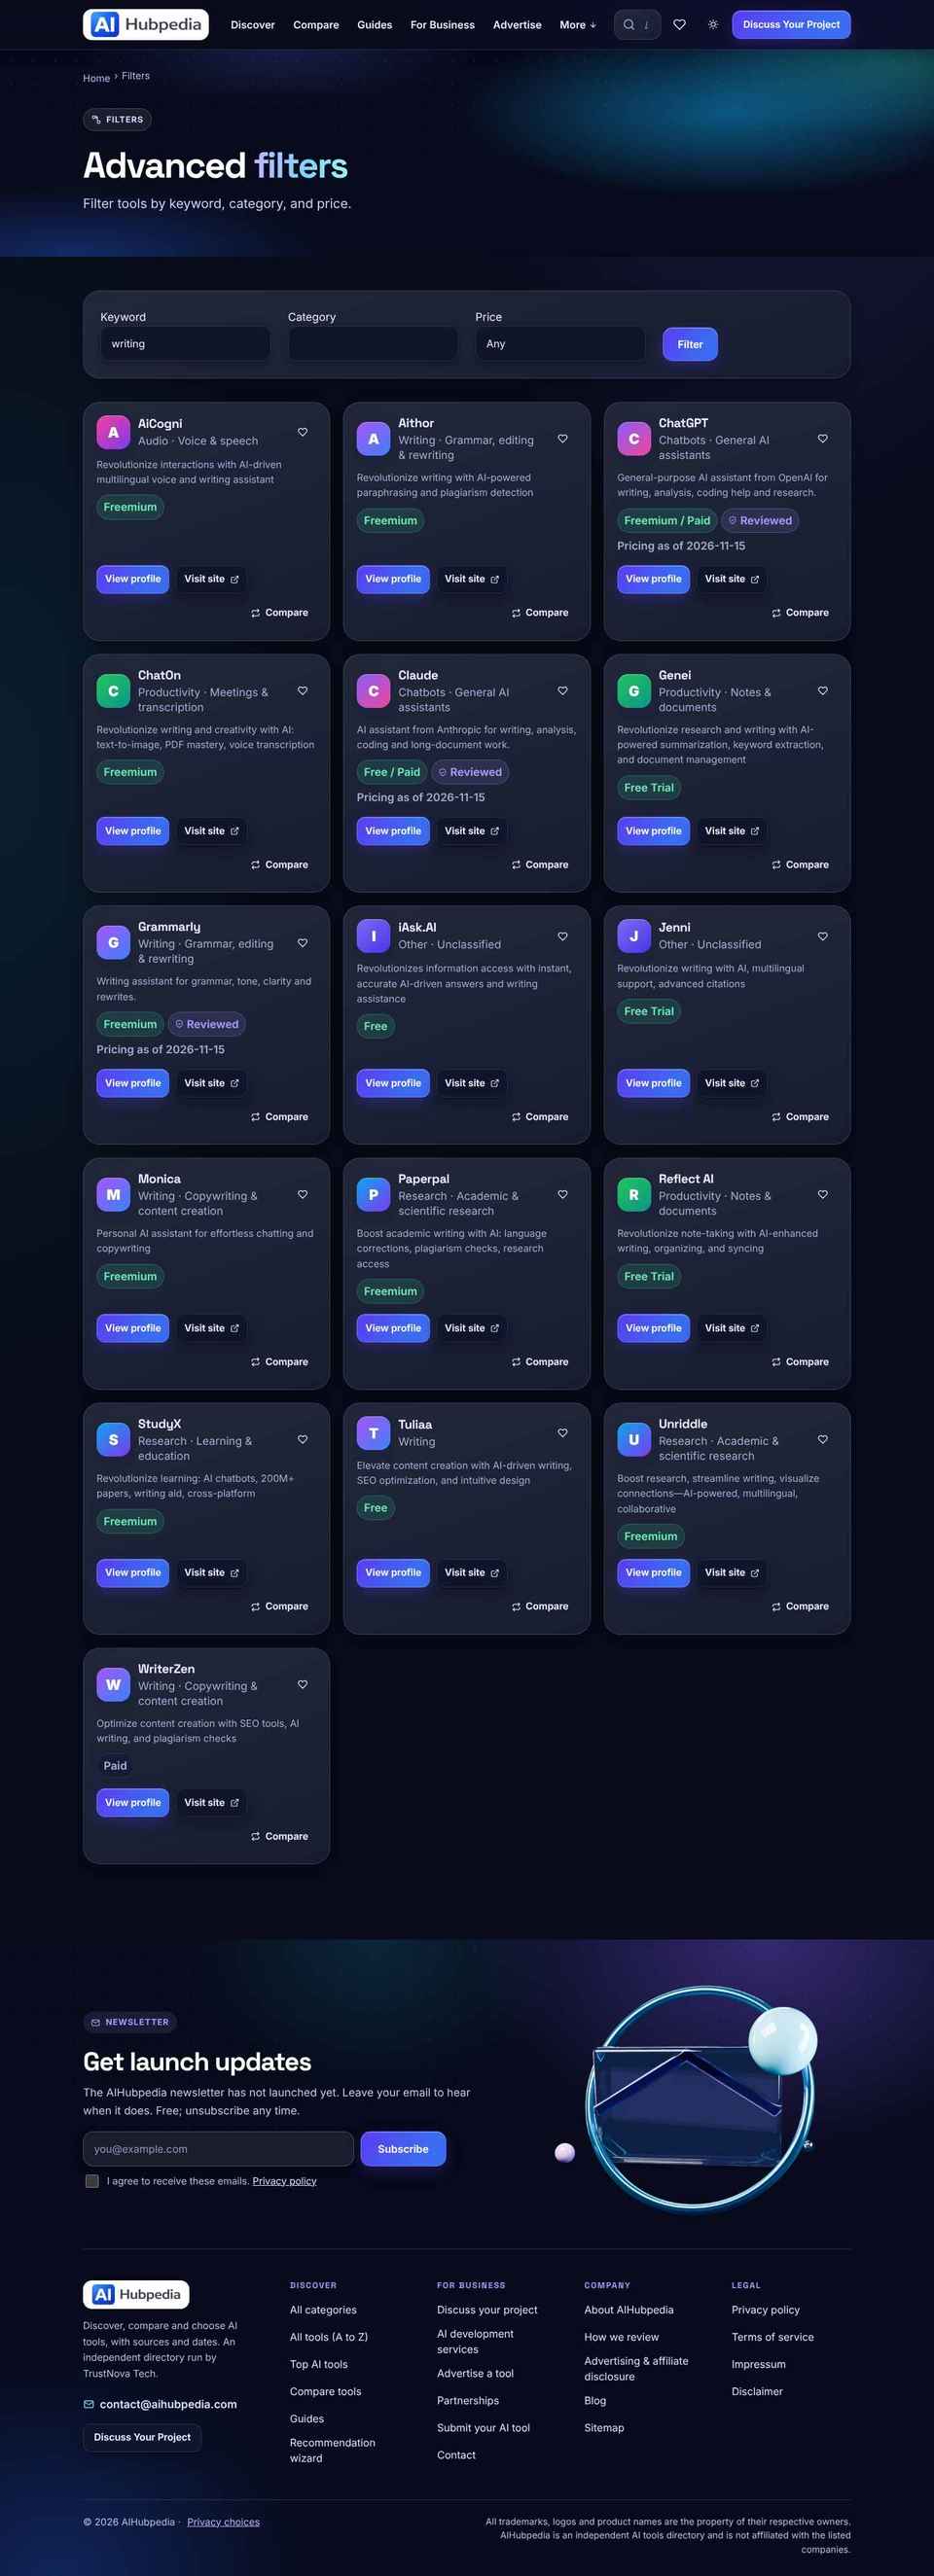 AI Hubpedia Discover Compare Guides For Business Advertise More / Discuss Your Project
Home › Filters
FILTERS
Advanced filters
Filter tools by keyword, category, and price.
Keyword Category Price
writing Any Filter
A AiCogni
Audio · Voice & speech
Revolutionize interactions with AI-driven
multilingual voice and writing assistant
Freemium
View profile Visit site
Compare
A Aithor
Writing · Grammar, editing
& rewriting
Revolutionize writing with AI-powered
paraphrasing and plagiarism detection
Freemium
View profile Visit site
Compare
C ChatGPT
Chatbots · General AI
assistants
General-purpose AI assistant from OpenAI for
writing, analysis, coding help and research.
Freemium / Paid Reviewed
Pricing as of 2026-11-15
View profile Visit site
Compare
C ChatOn
Productivity · Meetings &
transcription
Revolutionize writing and creativity with AI:
text-to-image, PDF mastery, voice transcription
Freemium
View profile Visit site
Compare
C Claude
Chatbots · General AI
assistants
AI assistant from Anthropic for writing, analysis,
coding and long-document work.
Free / Paid Reviewed
Pricing as of 2026-11-15
View profile Visit site
Compare
G Genei
Productivity · Notes &
documents
Revolutionize research and writing with AI-
powered summarization, keyword extraction,
and document management
Free Trial
View profile Visit site
Compare
G Grammarly
Writing · Grammar, editing
& rewriting
Writing assistant for grammar, tone, clarity and
rewrites.
Freemium Reviewed
Pricing as of 2026-11-15
View profile Visit site
Compare
I iAsk.AI
Other · Unclassified
Revolutionizes information access with instant,
accurate AI-driven answers and writing
assistance
Free
View profile Visit site
Compare
J Jenni
Other · Unclassified
Revolutionize writing with AI, multilingual
support, advanced citations
Free Trial
View profile Visit site
Compare
M Monica
Writing · Copywriting &
content creation
Personal AI assistant for effortless chatting and
copywriting
Freemium
View profile Visit site
Compare
P Paperpal
Research · Academic &
scientific research
Boost academic writing with AI: language
corrections, plagiarism checks, research
access
Freemium
View profile Visit site
Compare
R Reflect AI
Productivity · Notes &
documents
Revolutionize note-taking with AI-enhanced
writing, organizing, and syncing
Free Trial
View profile Visit site
Compare
S StudyX
Research · Learning &
education
Revolutionize learning: AI chatbots, 200M+
papers, writing aid, cross-platform
Freemium
View profile Visit site
Compare
T Tuliaa
Writing
Elevate content creation with AI-driven writing,
SEO optimization, and intuitive design
Free
View profile Visit site
Compare
U Unriddle
Research · Academic &
scientific research
Boost research, streamline writing, visualize
connections—AI-powered, multilingual,
collaborative
Freemium
View profile Visit site
Compare
W WriterZen
Writing · Copywriting &
content creation
Optimize content creation with SEO tools, AI
writing, and plagiarism checks
Paid
View profile Visit site
Compare
NEWSLETTER
Get launch updates
The AIHubpedia newsletter has not launched yet. Leave your email to hear
when it does. Free; unsubscribe any time.
you@example.com Subscribe
I agree to receive these emails. Privacy policy
AI Hubpedia
Discover, compare and choose AI
tools, with sources and dates. An
independent directory run by
TrustNova Tech.
contact@aihubpedia.com
Discuss Your Project
DISCOVER
All categories
All tools (A to Z)
Top AI tools
Compare tools
Guides
Recommendation
wizard
FOR BUSINESS
Discuss your project
AI development
services
Advertise a tool
Partnerships
Submit your AI tool
Contact
COMPANY
About AIHubpedia
How we review
Advertising & affiliate
disclosure
Blog
Sitemap
LEGAL
Privacy policy
Terms of service
Impressum
Disclaimer
© 2026 AIHubpedia · Privacy choices
All trademarks, logos and product names are the property of their respective owners.
AIHubpedia is an independent AI tools directory and is not affiliated with the listed
companies.